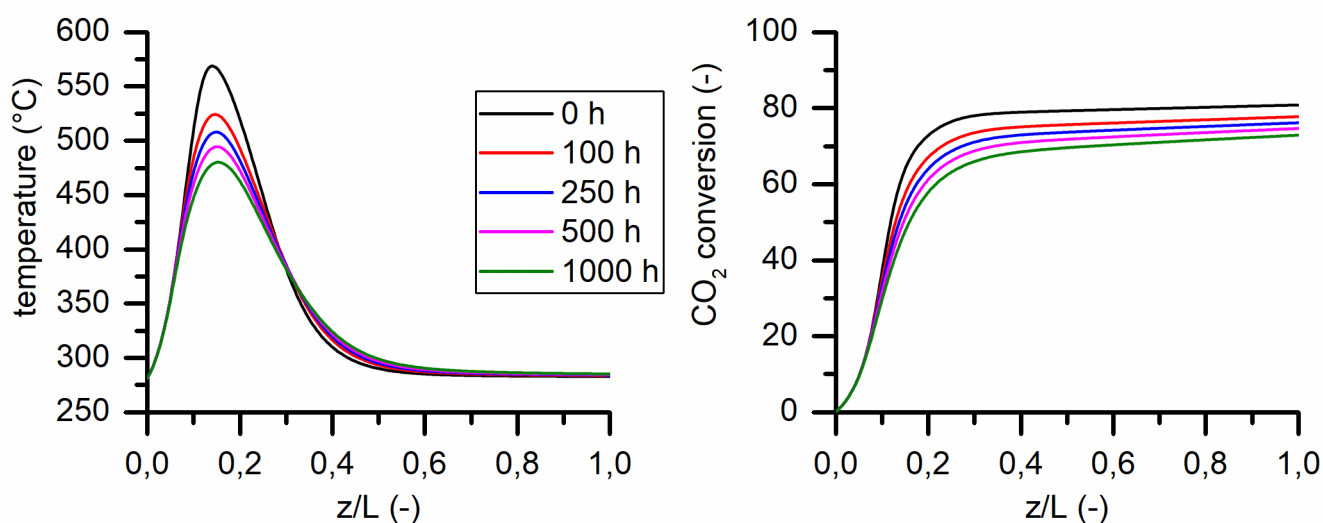 600
550
500
450
400
350
300
250
temperature (°C)
0,0 0,2 0,4 0,6 0,8 1,0
z/L (-)
0 h
100 h
250 h
500 h
1000 h
100
80
60
40
20
0
CO₂ conversion (-)
0,0 0,2 0,4 0,6 0,8 1,0
z/L (-)